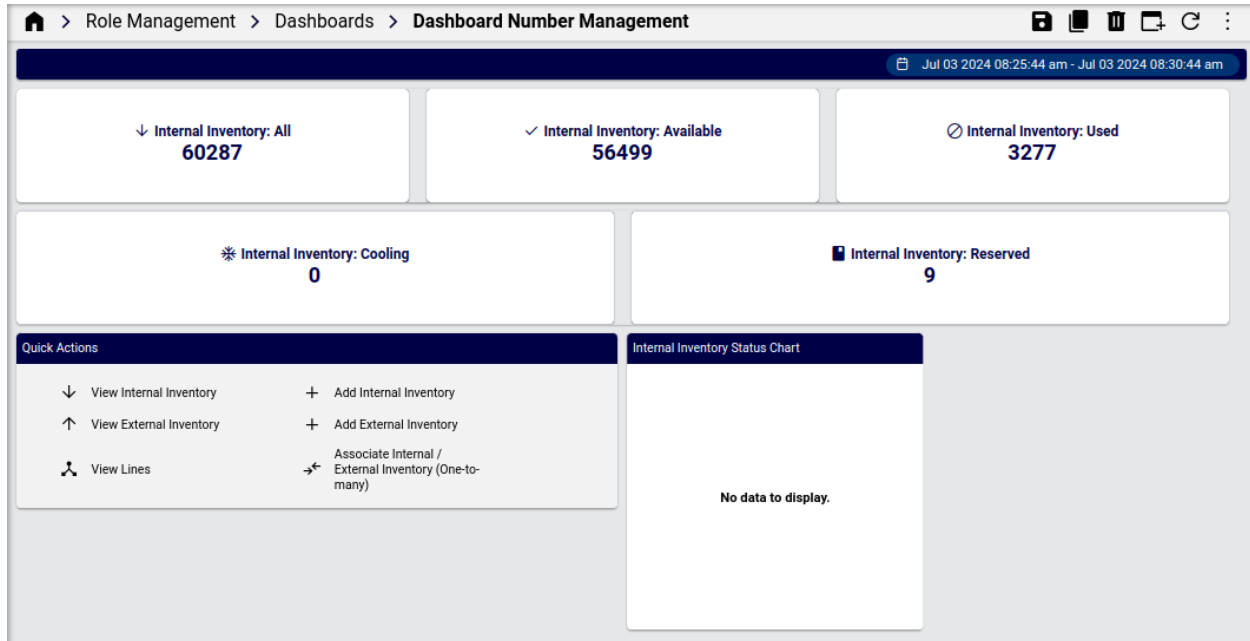 Role Management > Dashboards > Dashboard Number Management
Jul 03 2024 08:25:44 am - Jul 03 2024 08:30:44 am
Internal Inventory: All
60287
Internal Inventory: Available
56499
Internal Inventory: Used
3277
Internal Inventory: Cooling
0
Internal Inventory: Reserved
9
Quick Actions
View Internal Inventory
Add Internal Inventory
View External Inventory
Add External Inventory
View Lines
Associate Internal /
External Inventory (One-to-
many)
Internal Inventory Status Chart
No data to display.